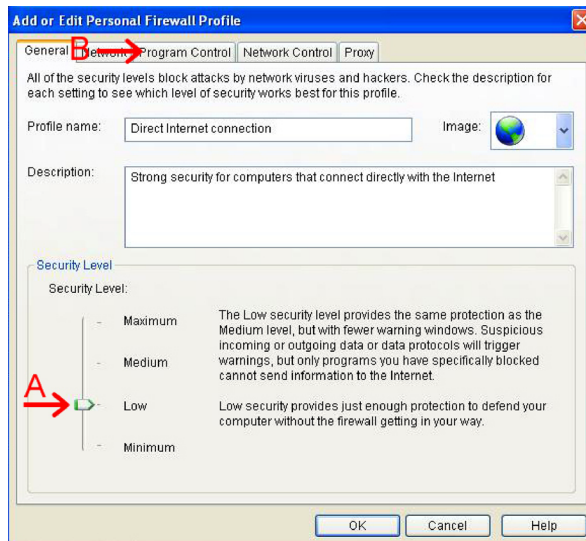 Add or Edit Personal Firewall Profile
General Network Program Control Network Control Proxy
B
All of the security levels block attacks by network viruses and hackers. Check the description for
each setting to see which level of security works best for this profile.
Profile name: Direct Internet connection Image:
Description: Strong security for computers that connect directly with the Internet
Security Level
Security Level:
Maximum
Medium
A
Low
Minimum
The Low security level provides the same protection as the
Medium level, but with fewer warning windows. Suspicious
incoming or outgoing data or data protocols will trigger
warnings, but only programs you have specifically blocked
cannot send information to the Internet.
Low security provides just enough protection to defend your
computer without the firewall getting in your way.
OK Cancel Help